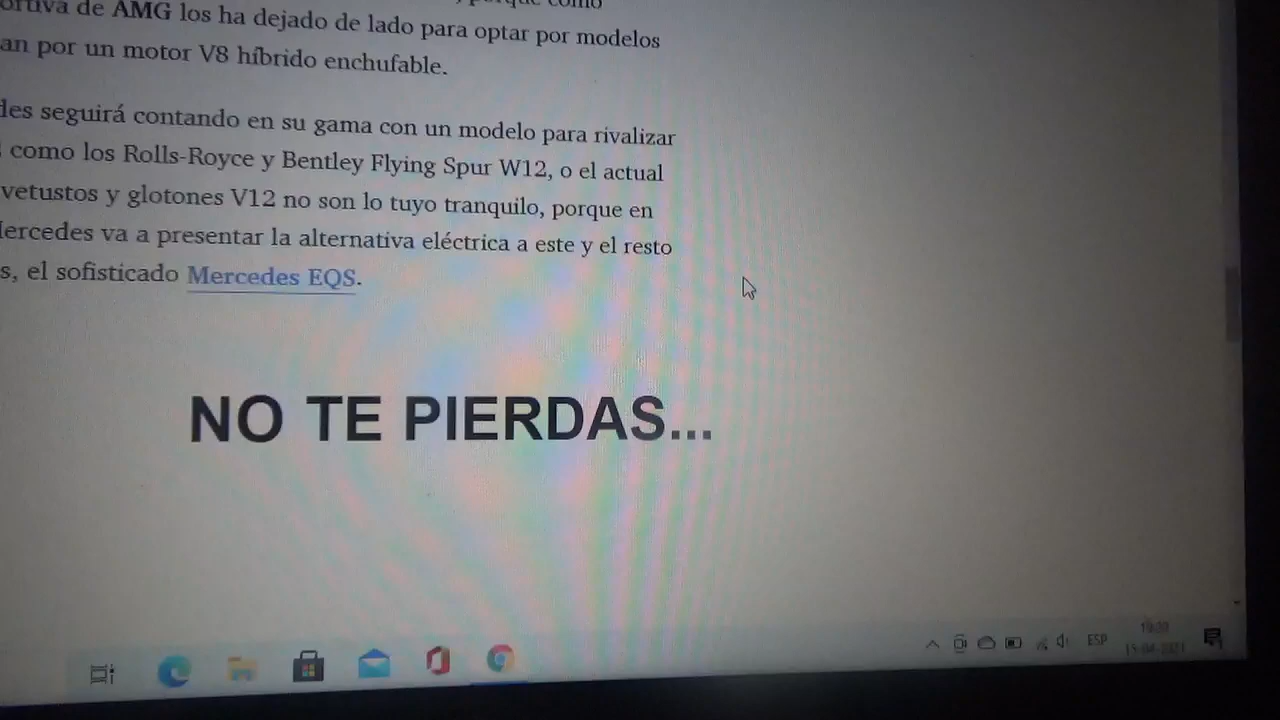 de AMG los ha dejado de lado para optar por modelos
an por un motor V8 híbrido enchufable.
des seguirá contando en su gama con un modelo para rivalizar
como los Rolls-Royce y Bentley Flying Spur W12, o el actual
vetustos y glotones V12 no son lo tuyo tranquilo, porque en
Mercedes va a presentar la alternativa eléctrica a este y el resto
s, el sofisticado Mercedes EQS.
NO TE PIERDAS...
ESP